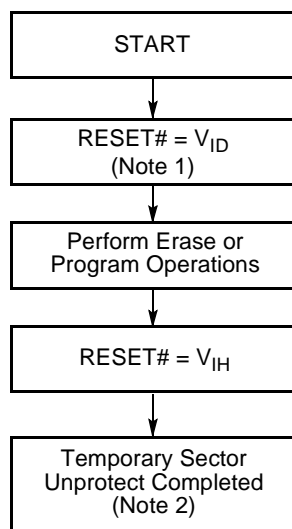 START
RESET# = VID
(Note 1)
Perform Erase or
Program Operations
RESET# = VIH
Temporary Sector
Unprotect Completed
(Note 2)